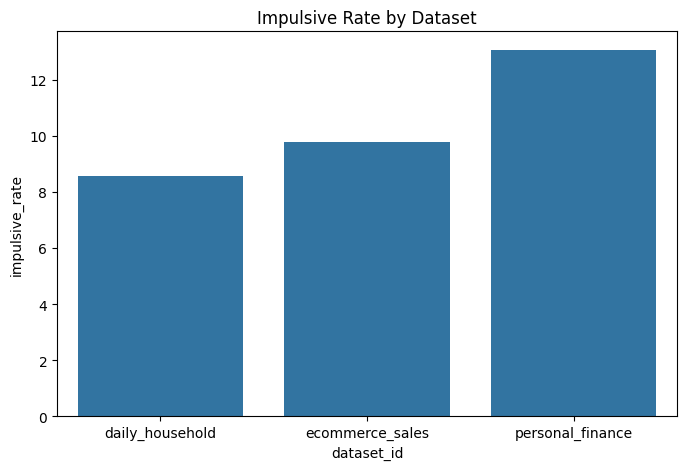 Impulsive Rate by Dataset
impulsive_rate
12
10
8
6
4
2
0
daily_household ecommerce_sales personal_finance
dataset_id